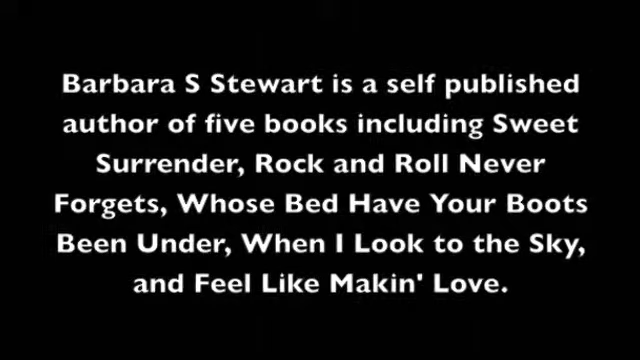 Barbara S Stewart is a self published
author of five books including Sweet
Surrender, Rock and Roll Never
Forgets, Whose Bed Have Your Boots
Been Under, When I Look to the Sky,
and Feel Like Makin' Love.